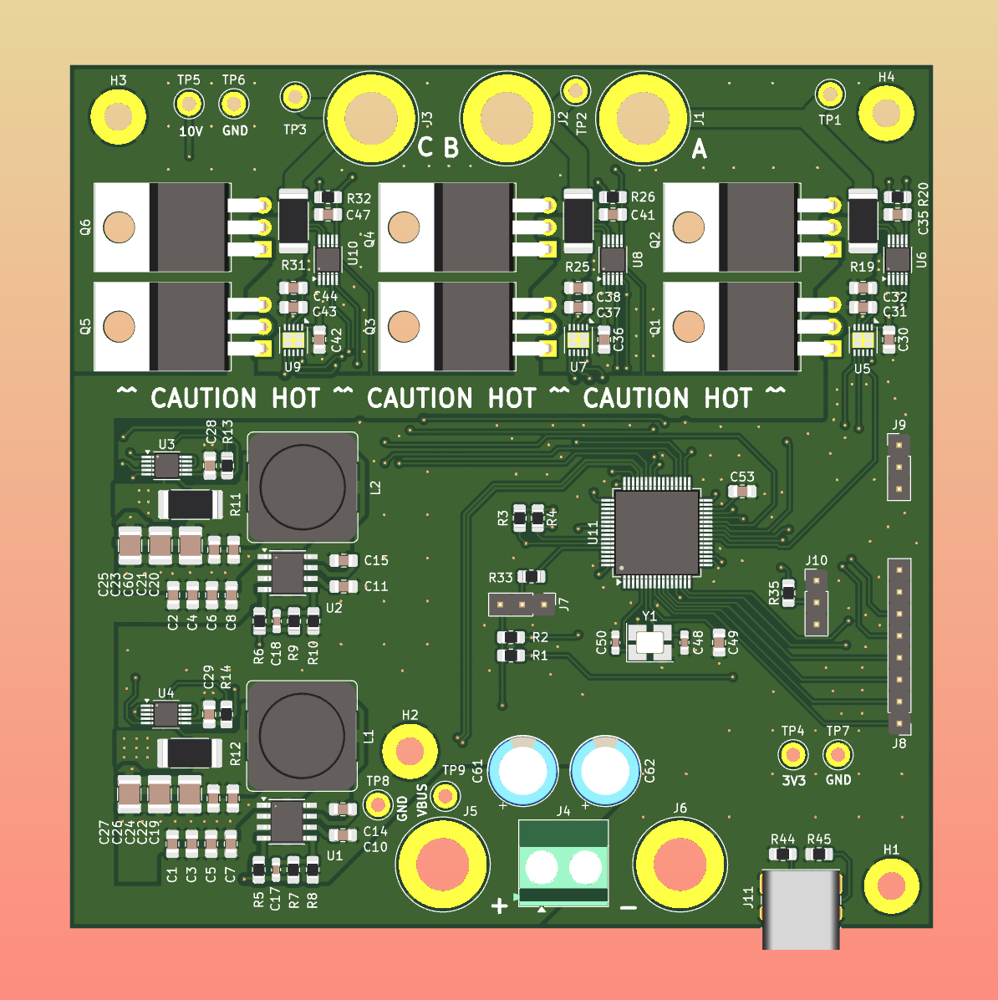 H3
TP5
TP6
H4
10V
GND
TP3
J3
J2
TP2
J1
TP1
C B
A
Q6
R32
C47
Q4
R26
C41
Q2
R20
C35
R31
U10
R25
U8
R19
U6
Q5
C44
C43
C42
U9
Q3
C38
C37
C36
U7
Q1
C32
C31
C30
U5
~ CAUTION HOT ~ CAUTION HOT ~ CAUTION HOT ~
U3
C28
R13
L2
J9
R11
C53
R3
R4
U11
C25
C23
C60
C21
C20
C15
C11
U2
R33
J7
R35
J10
C2
C4
C6
C8
R6
C18
R9
R10
R2
R1
Y1
C50
C48
C49
U4
C29
R14
L1
H2
R12
J8
TP4
TP7
3V3
GND
TP8
GND
VBUS
TP9
C61
C62
C27
C26
C24
C22
C19
C14
C10
U1
J5
J4
J6
C1
C3
C5
C7
R5
C17
R7
R8
R44
R45
H1
J11
+
−